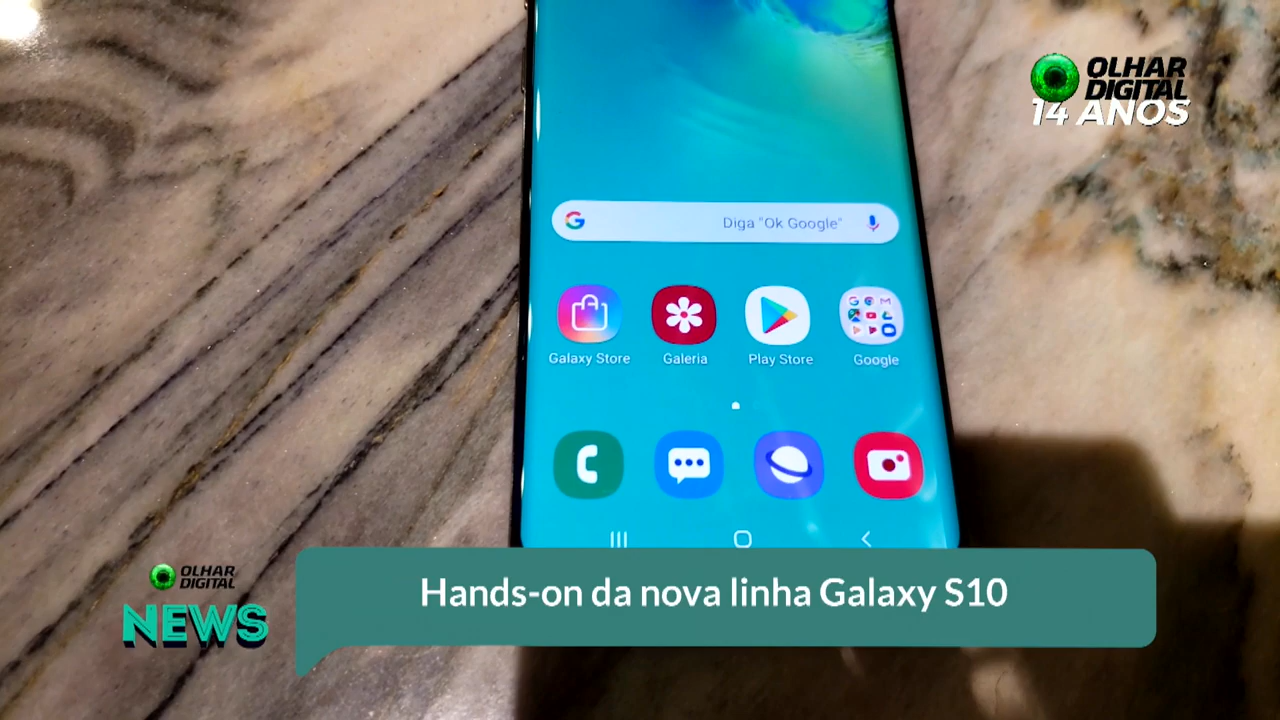 OLHAR
DIGITAL
14 ANOS
Diga "Ok Google"
Galaxy Store
Galeria
Play Store
Google
OLHAR
DIGITAL
NEWS
Hands-on da nova linha Galaxy S10